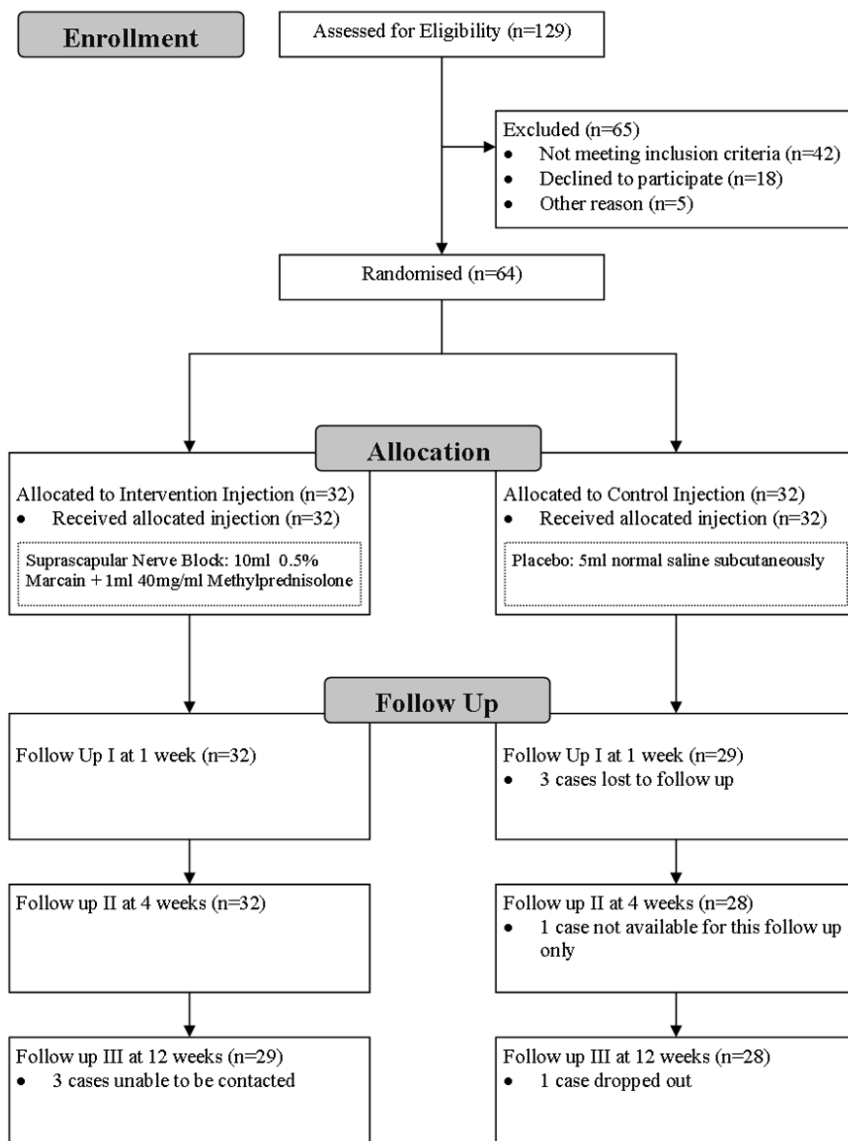 Enrollment
Assessed for Eligibility (n=129)
Excluded (n=65)
• Not meeting inclusion criteria (n=42)
• Declined to participate (n=18)
• Other reason (n=5)
Randomised (n=64)
Allocation
Allocated to Intervention Injection (n=32)
• Received allocated injection (n=32)
Suprascapular Nerve Block: 10ml 0.5%
Marcain + 1ml 40mg/ml Methylprednisolone
Allocated to Control Injection (n=32)
• Received allocated injection (n=32)
Placebo: 5ml normal saline subcutaneously
Follow Up
Follow Up I at 1 week (n=32)
Follow Up I at 1 week (n=29)
• 3 cases lost to follow up
Follow up II at 4 weeks (n=32)
Follow up II at 4 weeks (n=28)
• 1 case not available for this follow up
only
Follow up III at 12 weeks (n=29)
• 3 cases unable to be contacted
Follow up III at 12 weeks (n=28)
• 1 case dropped out